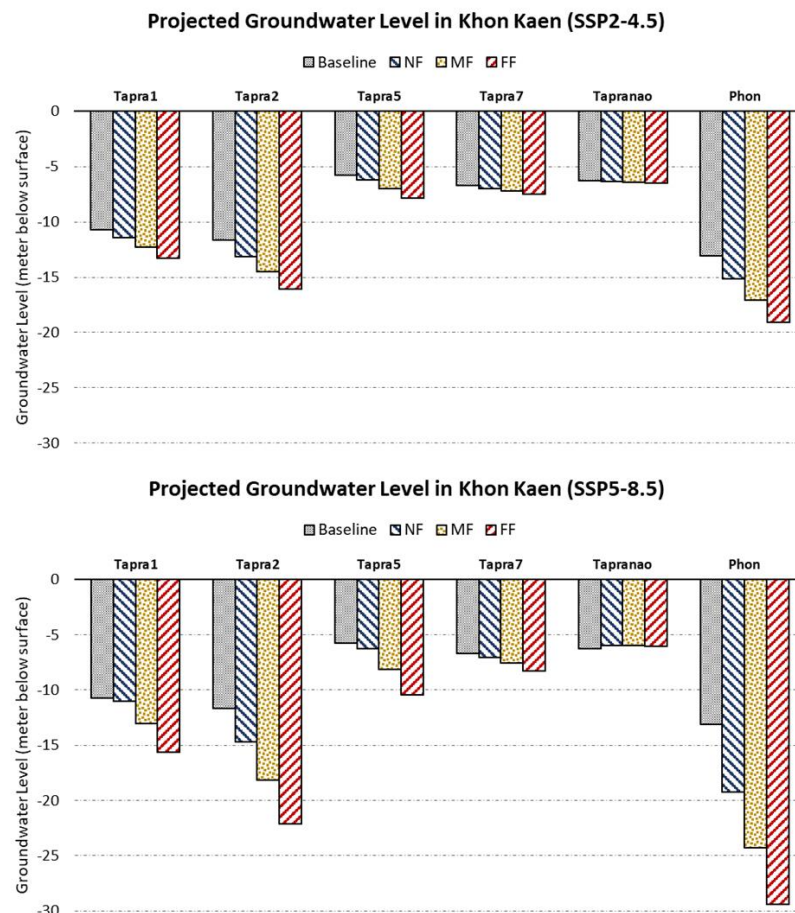 Projected Groundwater Level in Khon Kaen (SSP2-4.5)
Baseline NF MF FF
Tapra1 Tapra2 Tapra5 Tapra7 Tapranao Phon
Groundwater Level (meter below surface)
0
-5
-10
-15
-20
-25
-30
Projected Groundwater Level in Khon Kaen (SSP5-8.5)
Baseline NF MF FF
Tapra1 Tapra2 Tapra5 Tapra7 Tapranao Phon
Groundwater Level (meter below surface)
0
-5
-10
-15
-20
-25
-30